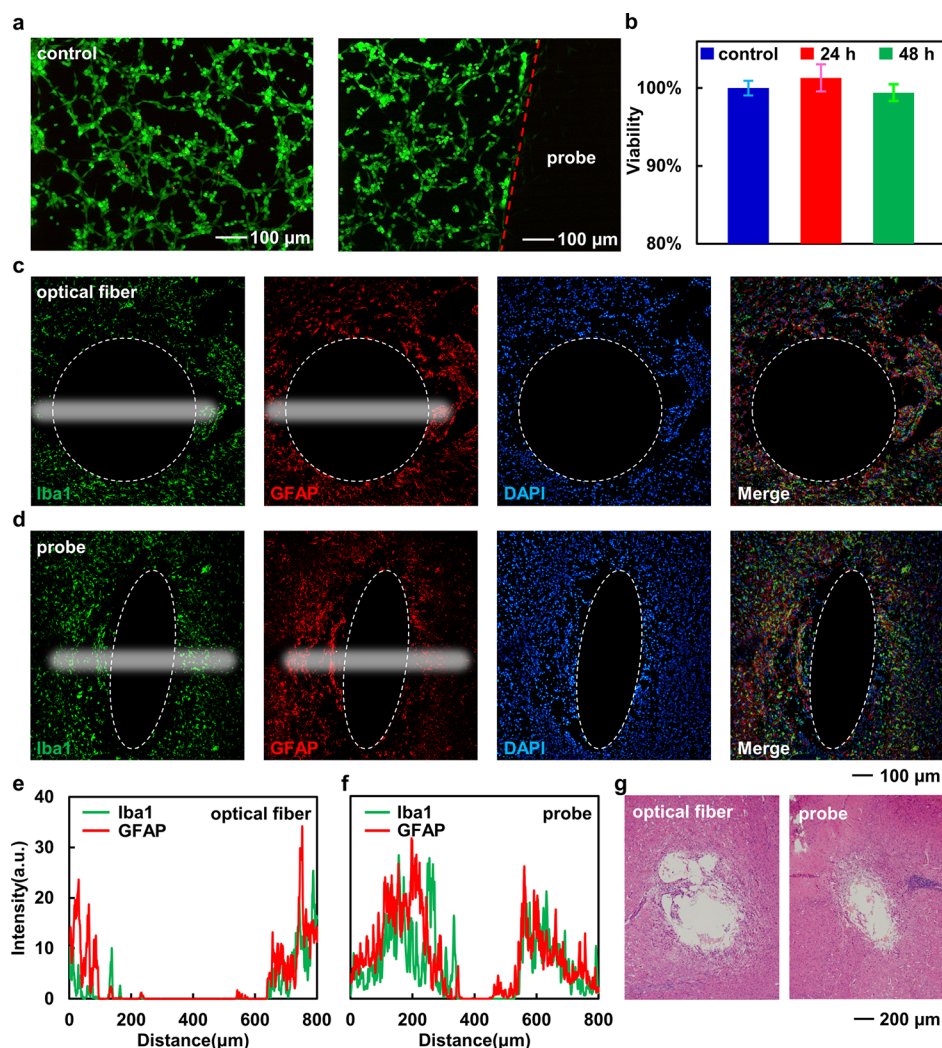 a
control
100 μm
probe
100 μm
b
control
24 h
48 h
100%
90%
80%
Viability
c
optical fiber
Iba1
GFAP
DAPI
Merge
d
probe
Iba1
GFAP
DAPI
Merge
100 μm
e
40
30
20
10
0
Intensity(a.u.)
Iba1
GFAP
optical fiber
0
200
400
600
800
Distance(μm)
f
Iba1
GFAP
probe
0
200
400
600
800
Distance(μm)
g
optical fiber
probe
200 μm